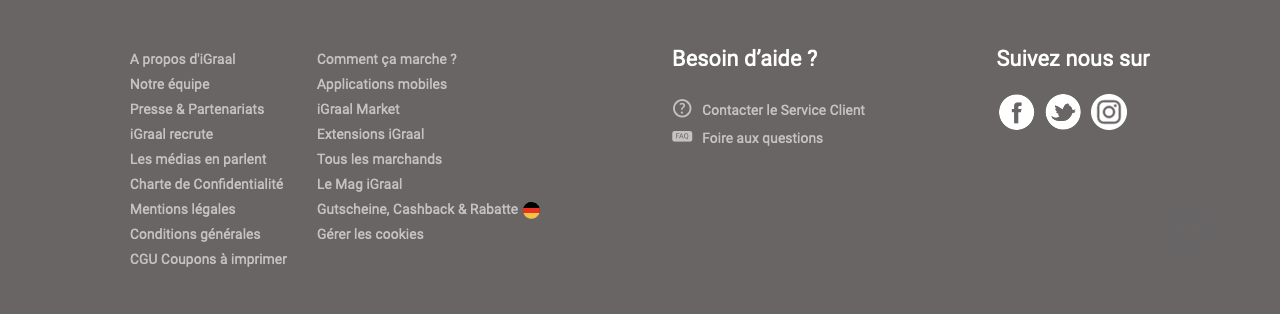 A propos d'iGraal
Notre équipe
Presse & Partenariats
iGraal recrute
Les médias en parlent
Charte de Confidentialité
Mentions légales
Conditions générales
CGU Coupons à imprimer
Comment ça marche ?
Applications mobiles
iGraal Market
Extensions iGraal
Tous les marchands
Le Mag iGraal
Gutscheine, Cashback & Rabatte
Gérer les cookies
Besoin d’aide ?
Contacter le Service Client
FAQ Foire aux questions
Suivez nous sur